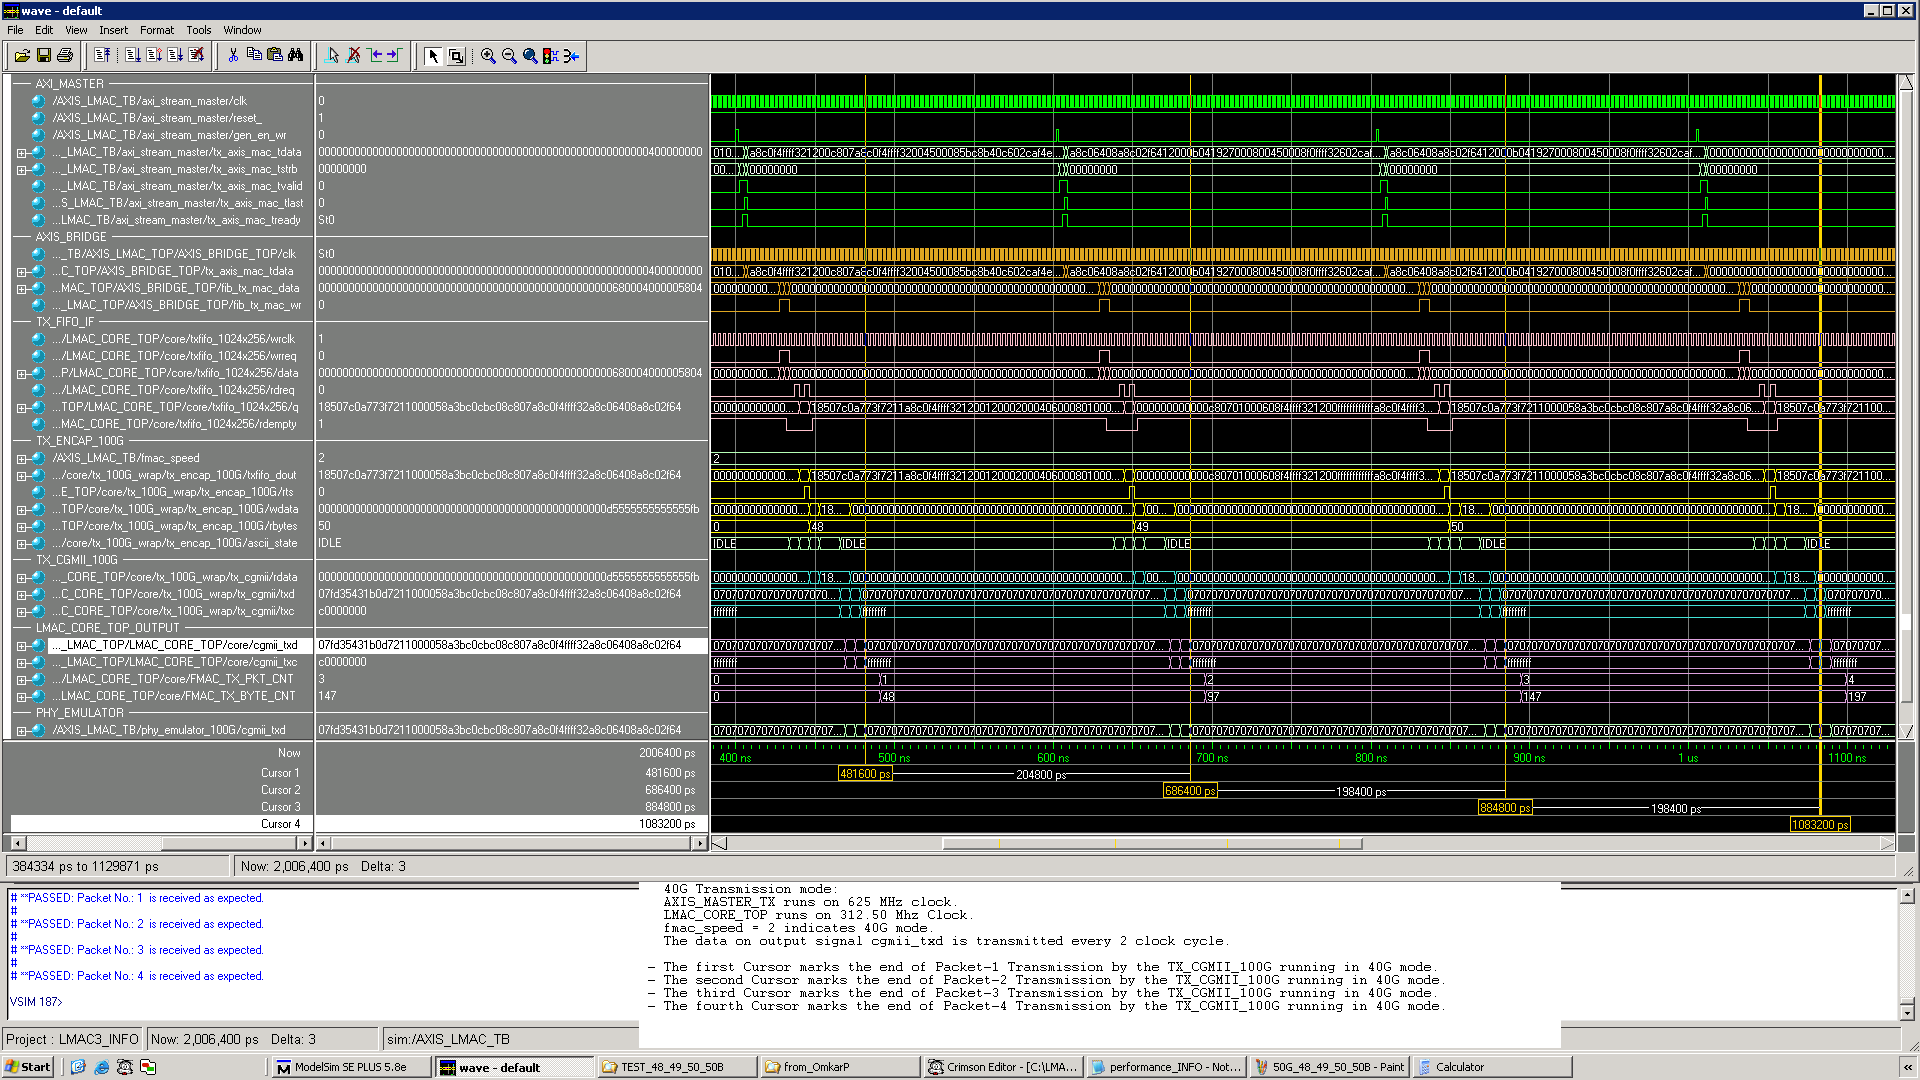 wave - default
File Edit View Insert Format Tools Window
AXI_MASTER
/AXIS_LMAC_TB/axi_stream_master/clk 0
/AXIS_LMAC_TB/axi_stream_master/reset_ 1
/AXIS_LMAC_TB/axi_stream_master/gen_en_wr 0
..._LMAC_TB/axi_stream_master/tx_axis_mac_tdata
..._LMAC_TB/axi_stream_master/tx_axis_mac_tstrb 00000000
..._LMAC_TB/axi_stream_master/tx_axis_mac_tvalid 0
...S_LMAC_TB/axi_stream_master/tx_axis_mac_tlast 0
...LMAC_TB/axi_stream_master/tx_axis_mac_tready St0
AXIS_BRIDGE
..._TB/AXIS_LMAC_TOP/AXIS_BRIDGE_TOP/clk St0
...C_TOP/AXIS_BRIDGE_TOP/tx_axis_mac_tdata
...MAC_TOP/AXIS_BRIDGE_TOP/fib_tx_mac_data
..._LMAC_TOP/AXIS_BRIDGE_TOP/fib_tx_mac_wr 0
TX_FIFO_IF
.../LMAC_CORE_TOP/core/txfifo_1024x256/wrclk 1
.../LMAC_CORE_TOP/core/txfifo_1024x256/wrreq 0
...P/LMAC_CORE_TOP/core/txfifo_1024x256/data
.../LMAC_CORE_TOP/core/txfifo_1024x256/rdreq 0
...TOP/LMAC_CORE_TOP/core/txfifo_1024x256/q 18507c0a773f7211000058a3bc0cbc08c807a8c0f4ffff32a8c06408a8c02f64
...MAC_CORE_TOP/core/txfifo_1024x256/rdempty 1
TX_ENCAP_100G
/AXIS_LMAC_TB/fmac_speed 2 2
.../core/tx_100G_wrap/tx_encap_100G/txfifo_dout 18507c0a773f7211000058a3bc0cbc08c807a8c0f4ffff32a8c06408a8c02f64
...E_TOP/core/tx_100G_wrap/tx_encap_100G/rts 0
...TOP/core/tx_100G_wrap/tx_encap_100G/wdata
...TOP/core/tx_100G_wrap/tx_encap_100G/rbytes 50 0 48 49 50
.../core/tx_100G_wrap/tx_encap_100G/ascii_state IDLE IDLE IDLE IDLE IDLE IDLE
TX_CGMII_100G
..._CORE_TOP/core/tx_100G_wrap/tx_cgmii/rdata
...C_CORE_TOP/core/tx_100G_wrap/tx_cgmii/txd 07fd35431b0d7211000058a3bc0cbc08c807a8c0f4ffff32a8c06408a8c02f64
...C_CORE_TOP/core/tx_100G_wrap/tx_cgmii/txc c0000000
LMAC_CORE_TOP_OUTPUT
..._LMAC_TOP/LMAC_CORE_TOP/core/cgmii_txd 07fd35431b0d7211000058a3bc0cbc08c807a8c0f4ffff32a8c06408a8c02f64
..._LMAC_TOP/LMAC_CORE_TOP/core/cgmii_txc c0000000
.../LMAC_CORE_TOP/core/FMAC_TX_PKT_CNT 3 0 1 2 3 4
...LMAC_CORE_TOP/core/FMAC_TX_BYTE_CNT 147 0 48 97 147 197
PHY_EMULATOR
/AXIS_LMAC_TB/phy_emulator_100G/cgmii_txd 07fd35431b0d7211000058a3bc0cbc08c807a8c0f4ffff32a8c06408a8c02f64
Now 2006400 ps 400 ns 500 ns 600 ns 700 ns 800 ns 900 ns 1 us 1100 ns
Cursor 1 481600 ps 481600 ps 204800 ps
Cursor 2 686400 ps 686400 ps 198400 ps
Cursor 3 884800 ps 884800 ps 198400 ps
Cursor 4 1083200 ps 1083200 ps
384334 ps to 1129871 ps Now: 2,006,400 ps Delta: 3
# **PASSED: Packet No.: 1 is received as expected.
#
# **PASSED: Packet No.: 2 is received as expected.
#
# **PASSED: Packet No.: 3 is received as expected.
#
# **PASSED: Packet No.: 4 is received as expected.
VSIM 187>
40G Transmission mode:
AXIS_MASTER_TX runs on 625 MHz clock.
LMAC_CORE_TOP runs on 312.50 Mhz Clock.
fmac_speed = 2 indicates 40G mode.
The data on output signal cgmii_txd is transmitted every 2 clock cycle.
- The first Cursor marks the end of Packet-1 Transmission by the TX_CGMII_100G running in 40G mode.
- The second Cursor marks the end of Packet-2 Transmission by the TX_CGMII_100G running in 40G mode.
- The third Cursor marks the end of Packet-3 Transmission by the TX_CGMII_100G running in 40G mode.
- The fourth Cursor marks the end of Packet-4 Transmission by the TX_CGMII_100G running in 40G mode.
Project : LMAC3_INFO Now: 2,006,400 ps Delta: 3 sim:/AXIS_LMAC_TB
Start ModelSim SE PLUS 5.8e wave - default TEST_48_49_50_50B from_OmkarP Crimson Editor - [C:\LMA... performance_INFO - Not... 50G_48_49_50_50B - Paint Calculator